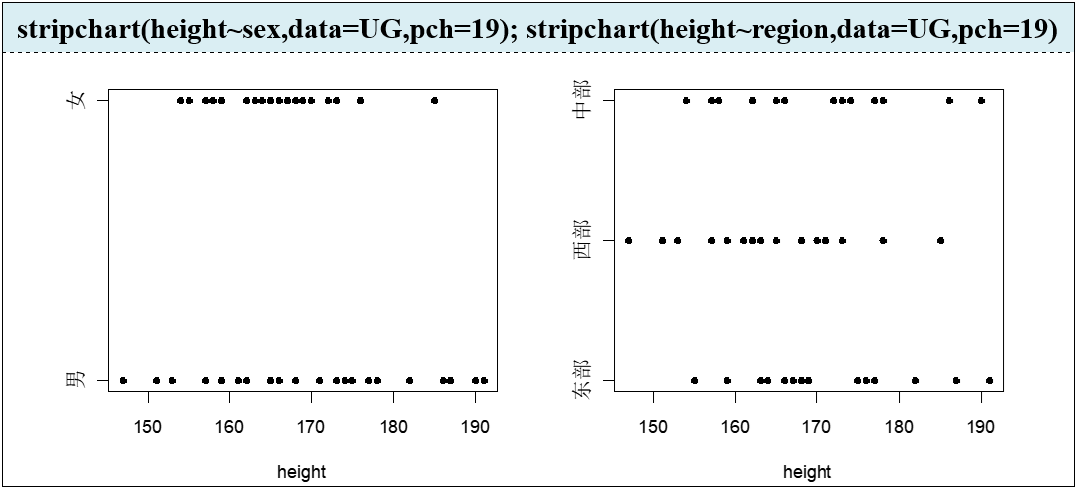 stripchart(height~sex,data=UG,pch=19); stripchart(height~region,data=UG,pch=19)
女
男
150 160 170 180 190
height
中部
西部
东部
150 160 170 180 190
height